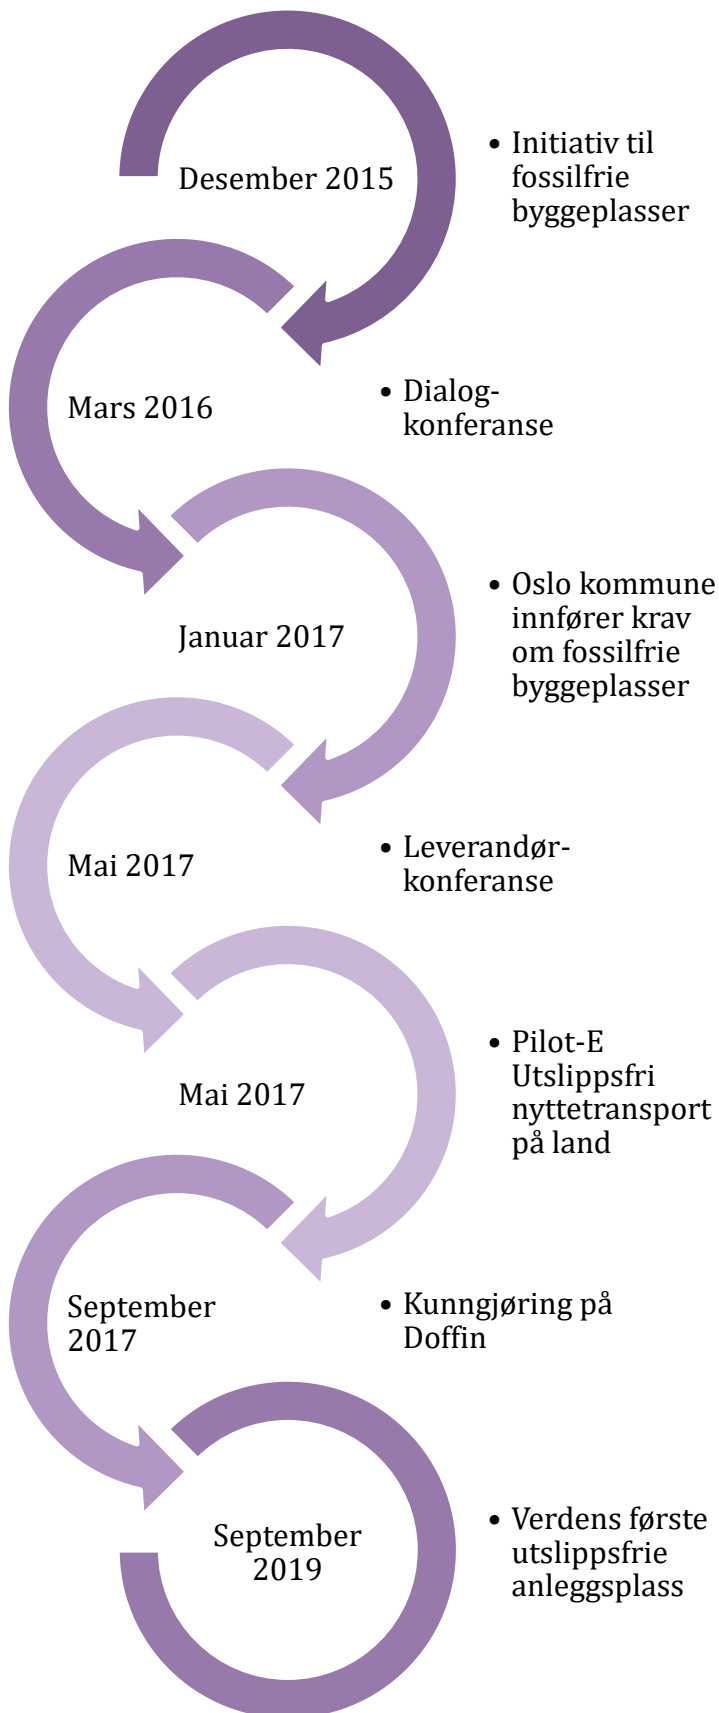 Desember 2015
• Initiativ til
fossilfrie
byggeplasser
Mars 2016
• Dialog-
konferanse
Januar 2017
• Oslo kommune
innfører krav
om fossilfrie
byggeplasser
Mai 2017
• Leverandør-
konferanse
Mai 2017
• Pilot-E
Utslippsfri
nyttetransport
på land
September
2017
• Kunngjøring på
Doffin
September
2019
• Verdens første
utslippsfrie
anleggsplass